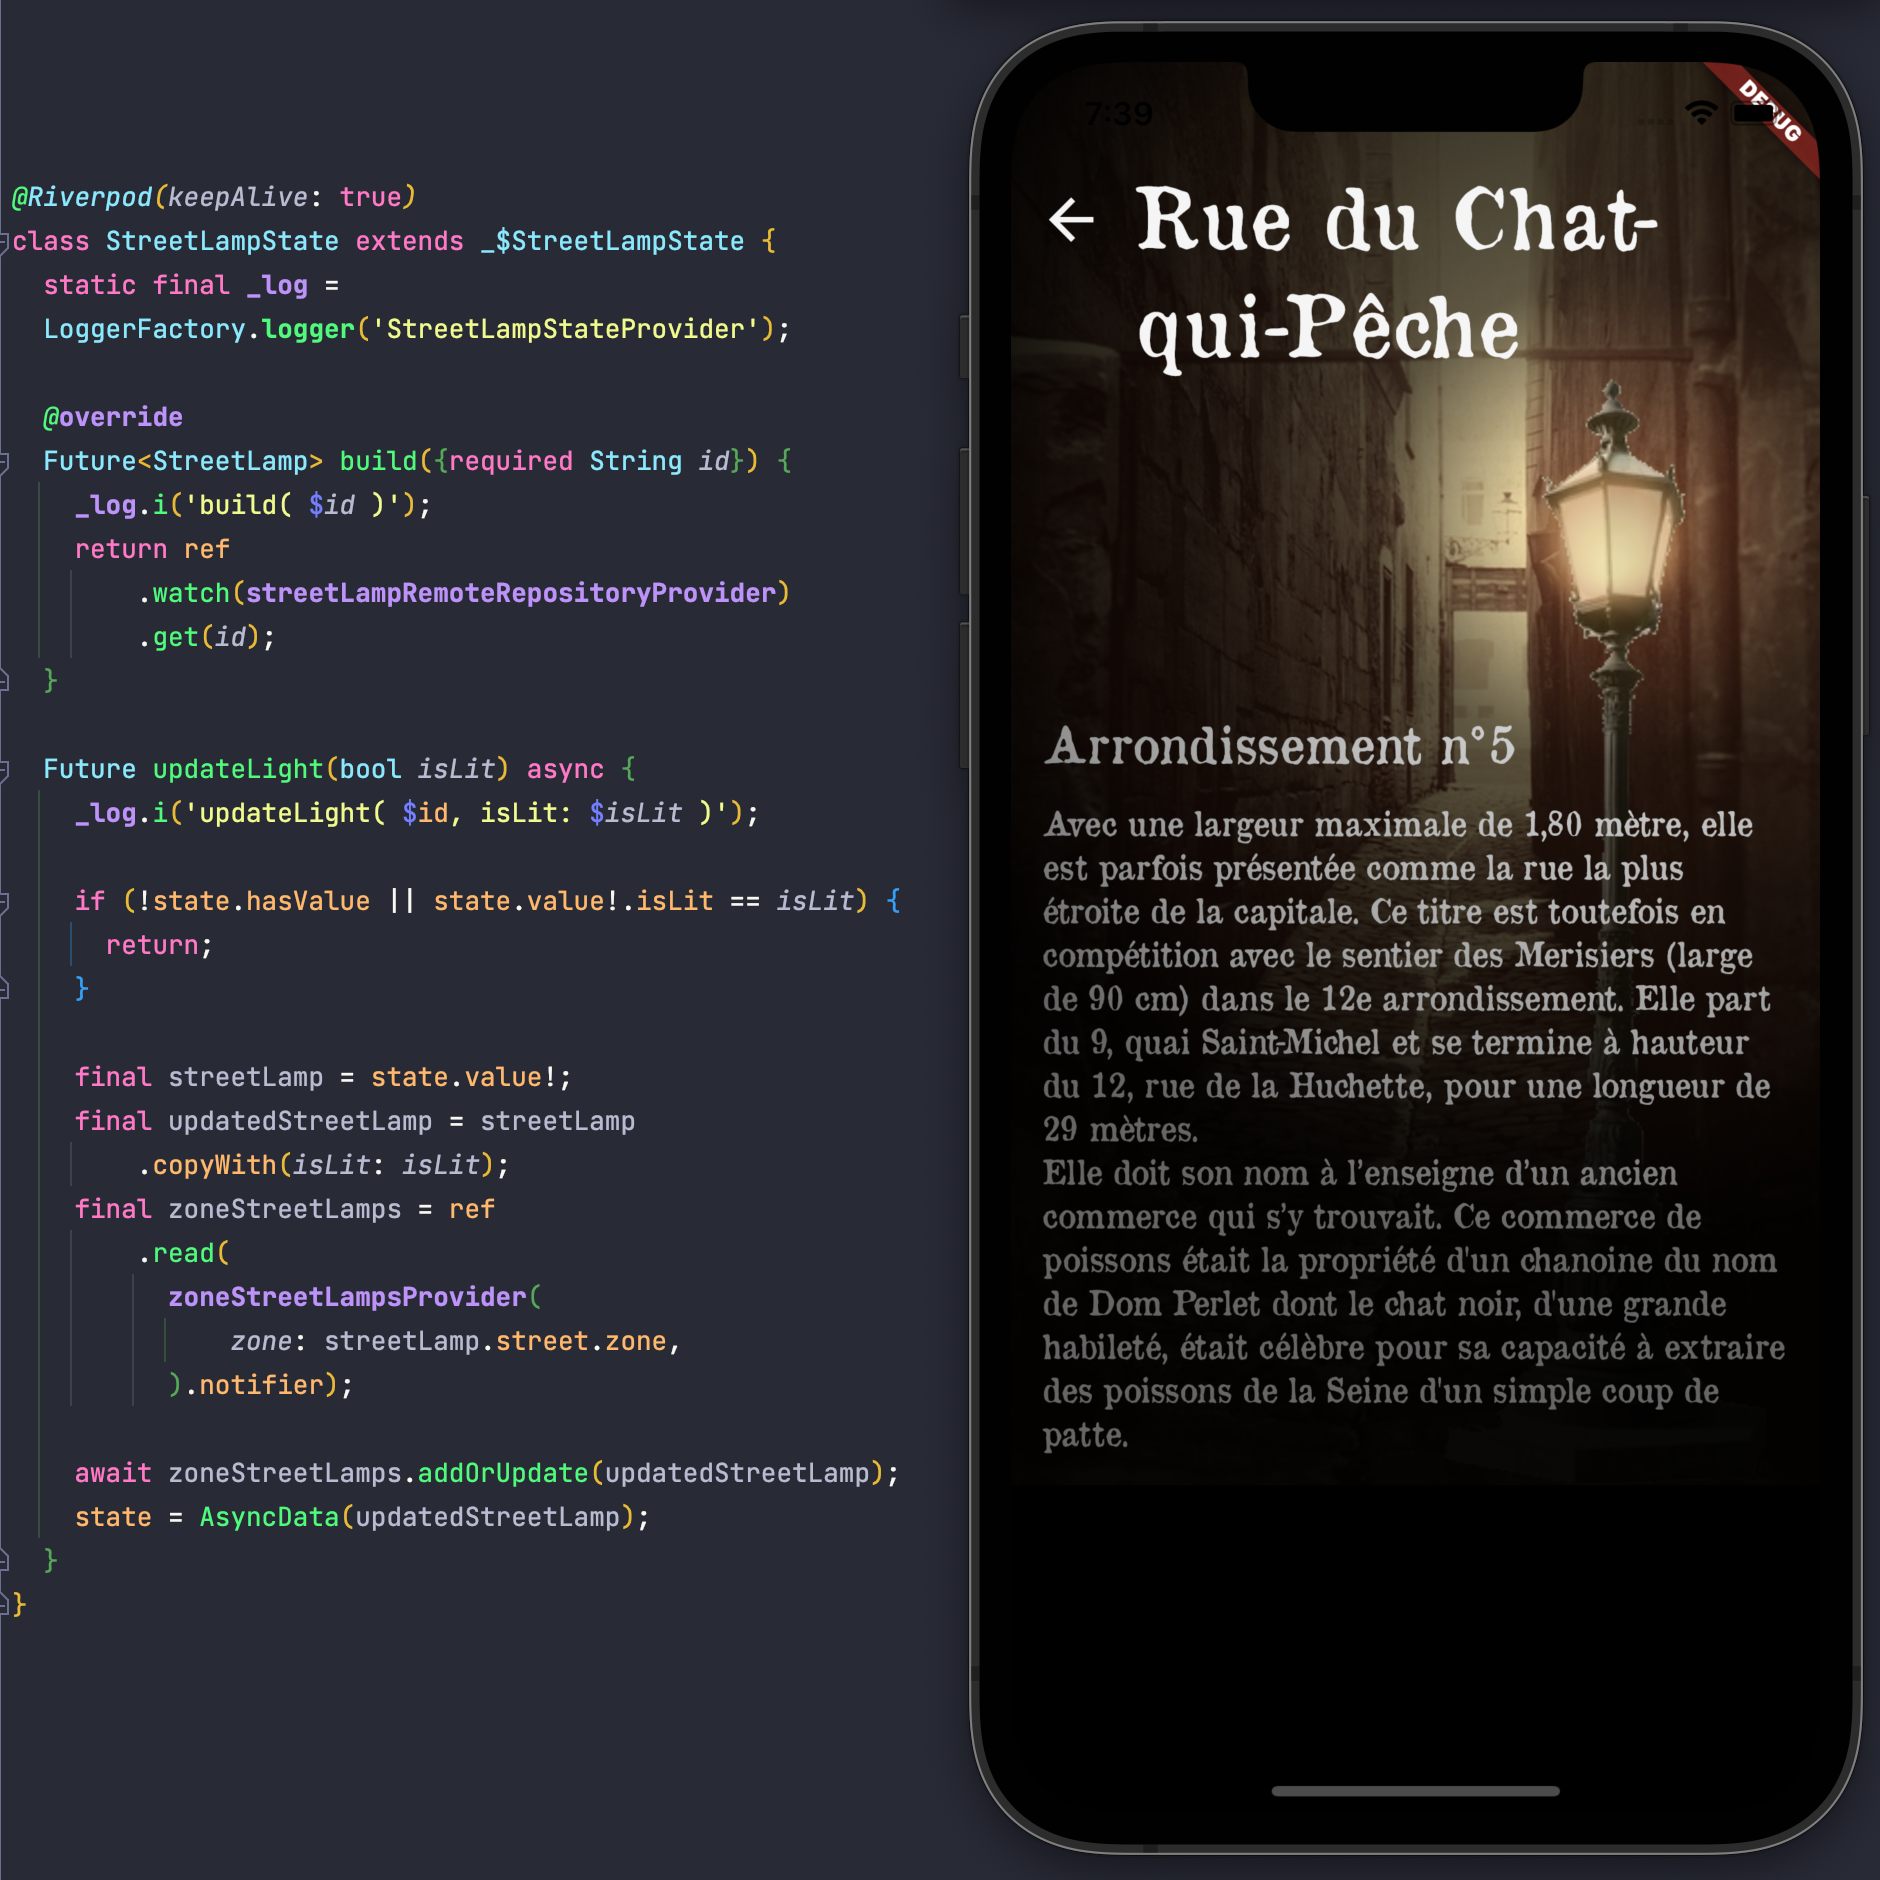 @Riverpod(keepAlive: true)
class StreetLampState extends _$StreetLampState {
static final _log =
LoggerFactory.logger('StreetLampStateProvider');
@override
Future<StreetLamp> build({required String id}) {
_log.i('build( $id )');
return ref
.watch(streetLampRemoteRepositoryProvider)
.get(id);
}
Future updateLight(bool isLit) async {
_log.i('updateLight( $id, isLit: $isLit )');
if (!state.hasValue || state.value!.isLit == isLit) {
return;
}
final streetLamp = state.value!;
final updatedStreetLamp = streetLamp
.copyWith(isLit: isLit);
final zoneStreetLamps = ref
.read(
zoneStreetLampsProvider(
zone: streetLamp.street.zone,
).notifier);
await zoneStreetLamps.addOrUpdate(updatedStreetLamp);
state = AsyncData(updatedStreetLamp);
}
}
7:39
DEBUG
Rue du Chat-
qui-Pêche
Arrondissement n°5
Avec une largeur maximale de 1,80 mètre, elle
est parfois présentée comme la rue la plus
étroite de la capitale. Ce titre est toutefois en
compétition avec le sentier des Merisiers (large
de 90 cm) dans le 12e arrondissement. Elle part
du 9, quai Saint-Michel et se termine à hauteur
du 12, rue de la Huchette, pour une longueur de
29 mètres.
Elle doit son nom à l'enseigne d'un ancien
commerce qui s'y trouvait. Ce commerce de
poissons était la propriété d'un chanoine du nom
de Dom Perlet dont le chat noir, d'une grande
habileté, était célèbre pour sa capacité à extraire
des poissons de la Seine d'un simple coup de
patte.